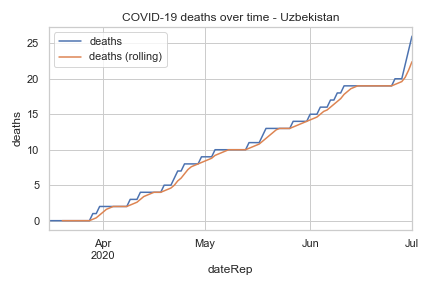 COVID-19 deaths over time - Uzbekistan
deaths
deaths (rolling)
25
20
15
10
5
0
deaths
Apr
2020
May
Jun
Jul
dateRep